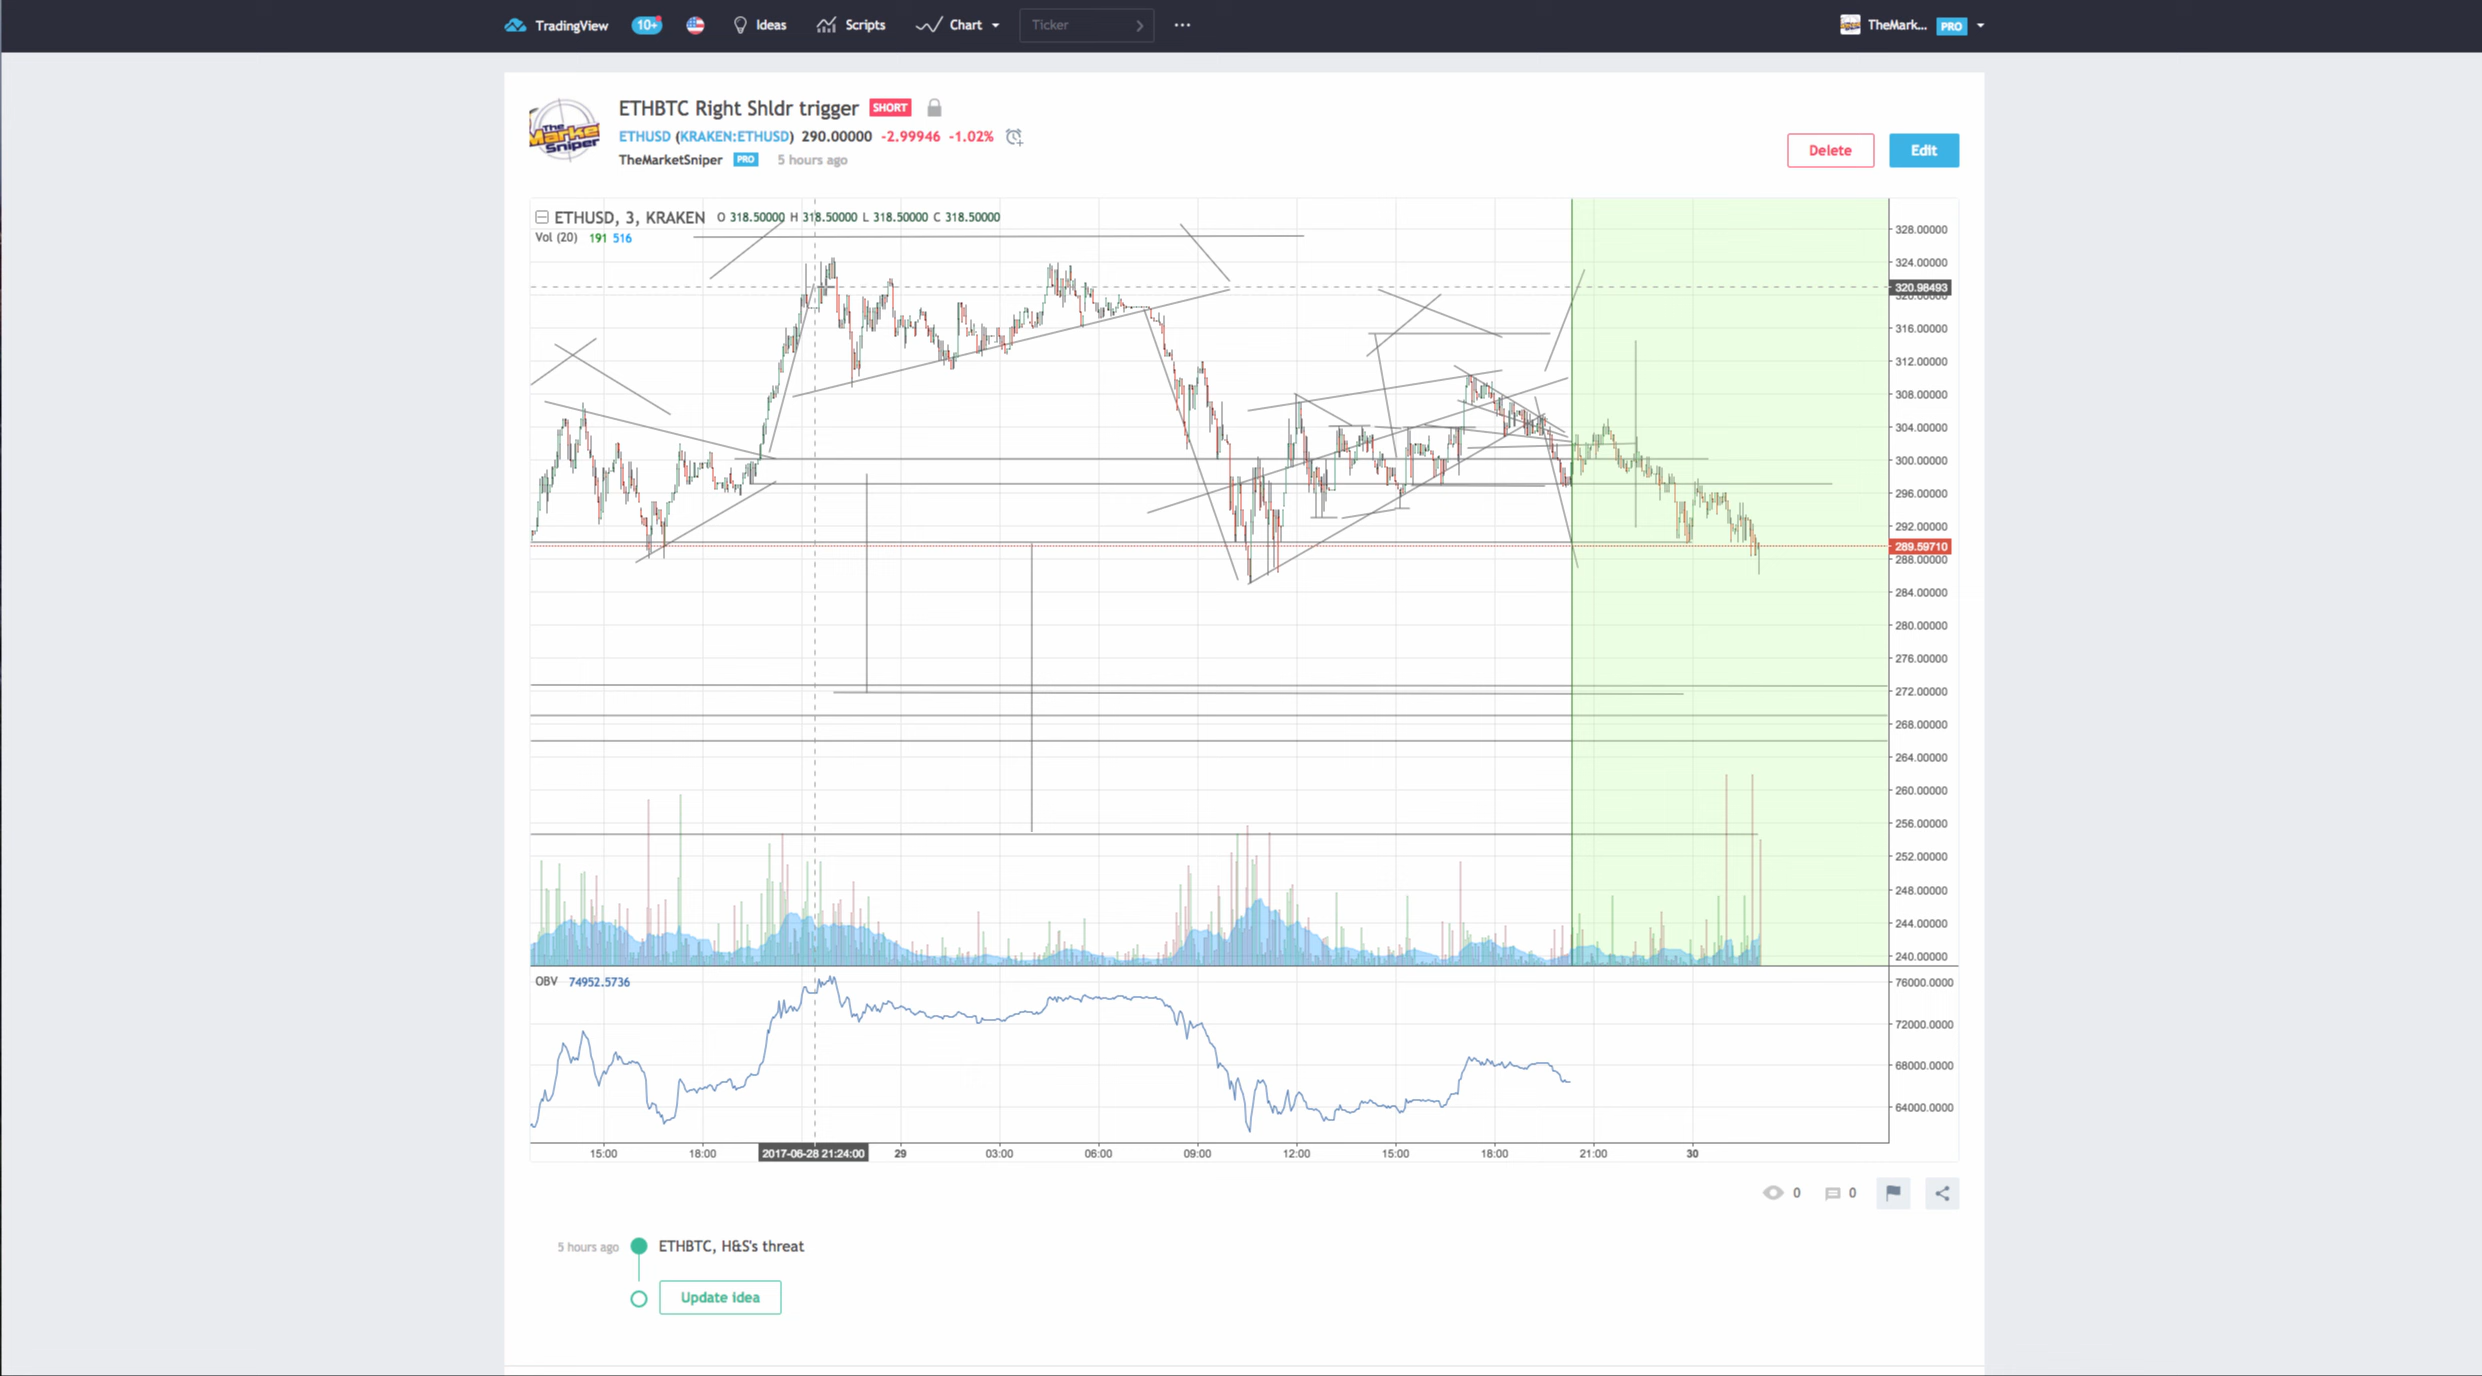 TradingView 10+ Ideas Scripts Chart Ticker ... TheMark... PRO
The Market Sniper
ETHBTC Right Shldr trigger SHORT
ETHUSD (KRAKEN:ETHUSD) 290.00000 -2.99946 -1.02%
TheMarketSniper PRO 5 hours ago
Delete Edit
ETHUSD, 3, KRAKEN O 318.50000 H 318.50000 L 318.50000 C 318.50000
Vol (20) 191 516
328.00000
324.00000
320.98493
320.00000
316.00000
312.00000
308.00000
304.00000
300.00000
296.00000
292.00000
289.59710
288.00000
284.00000
280.00000
276.00000
272.00000
268.00000
264.00000
260.00000
256.00000
252.00000
248.00000
244.00000
240.00000
OBV 74952.5736
76000.0000
72000.0000
68000.0000
64000.0000
15:00 18:00 2017-06-28 21:24:00 29 03:00 06:00 09:00 12:00 15:00 18:00 21:00 30
0 0
5 hours ago ETHBTC, H&S's threat
Update idea